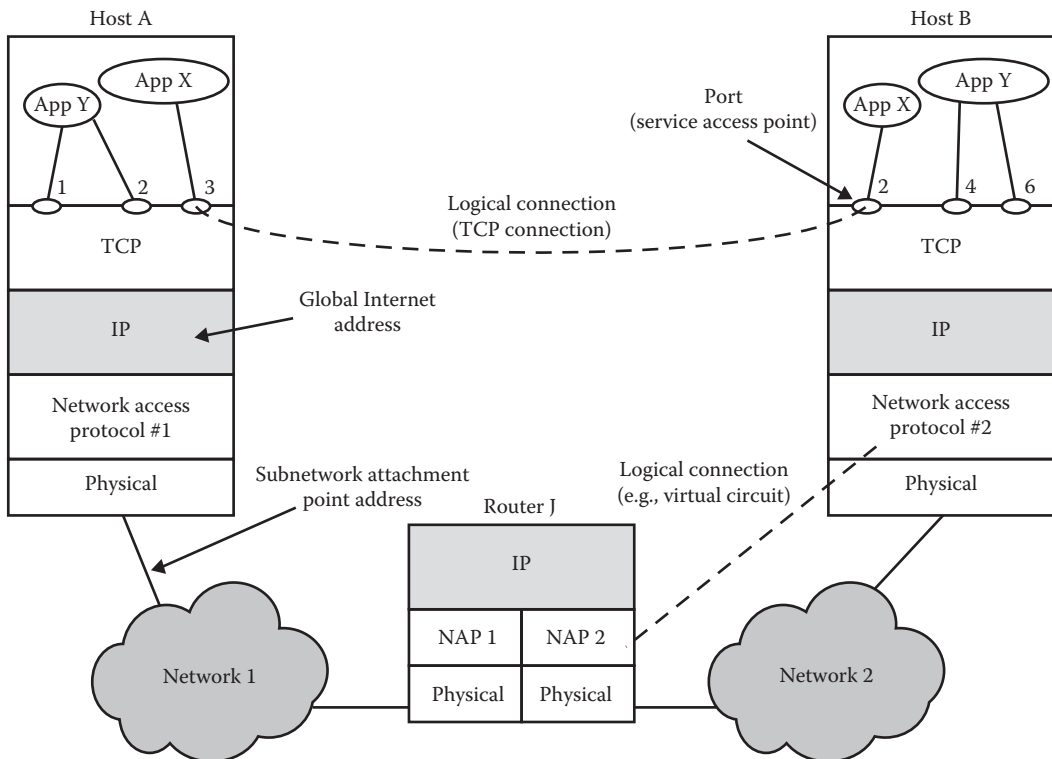 Host A
Host B
App X
App Y
App Y
App X
Port
(service access point)
1
2
3
2
4
6
Logical connection
(TCP connection)
TCP
TCP
Global Internet
address
IP
IP
Network access
protocol #1
Network access
protocol #2
Subnetwork attachment
point address
Logical connection
(e.g., virtual circuit)
Physical
Physical
Router J
IP
NAP 1
NAP 2
Network 1
Network 2
Physical
Physical